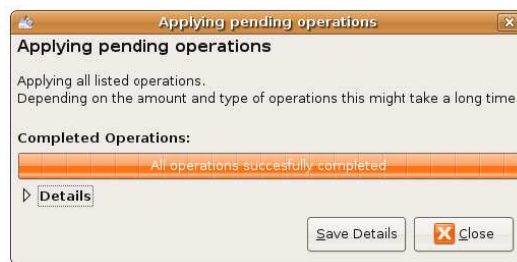 Applying pending operations
Applying pending operations
Applying all listed operations.
Depending on the amount and type of operations this might take a long time
Completed Operations:
All operations succesfully completed
Details
Save Details
Close